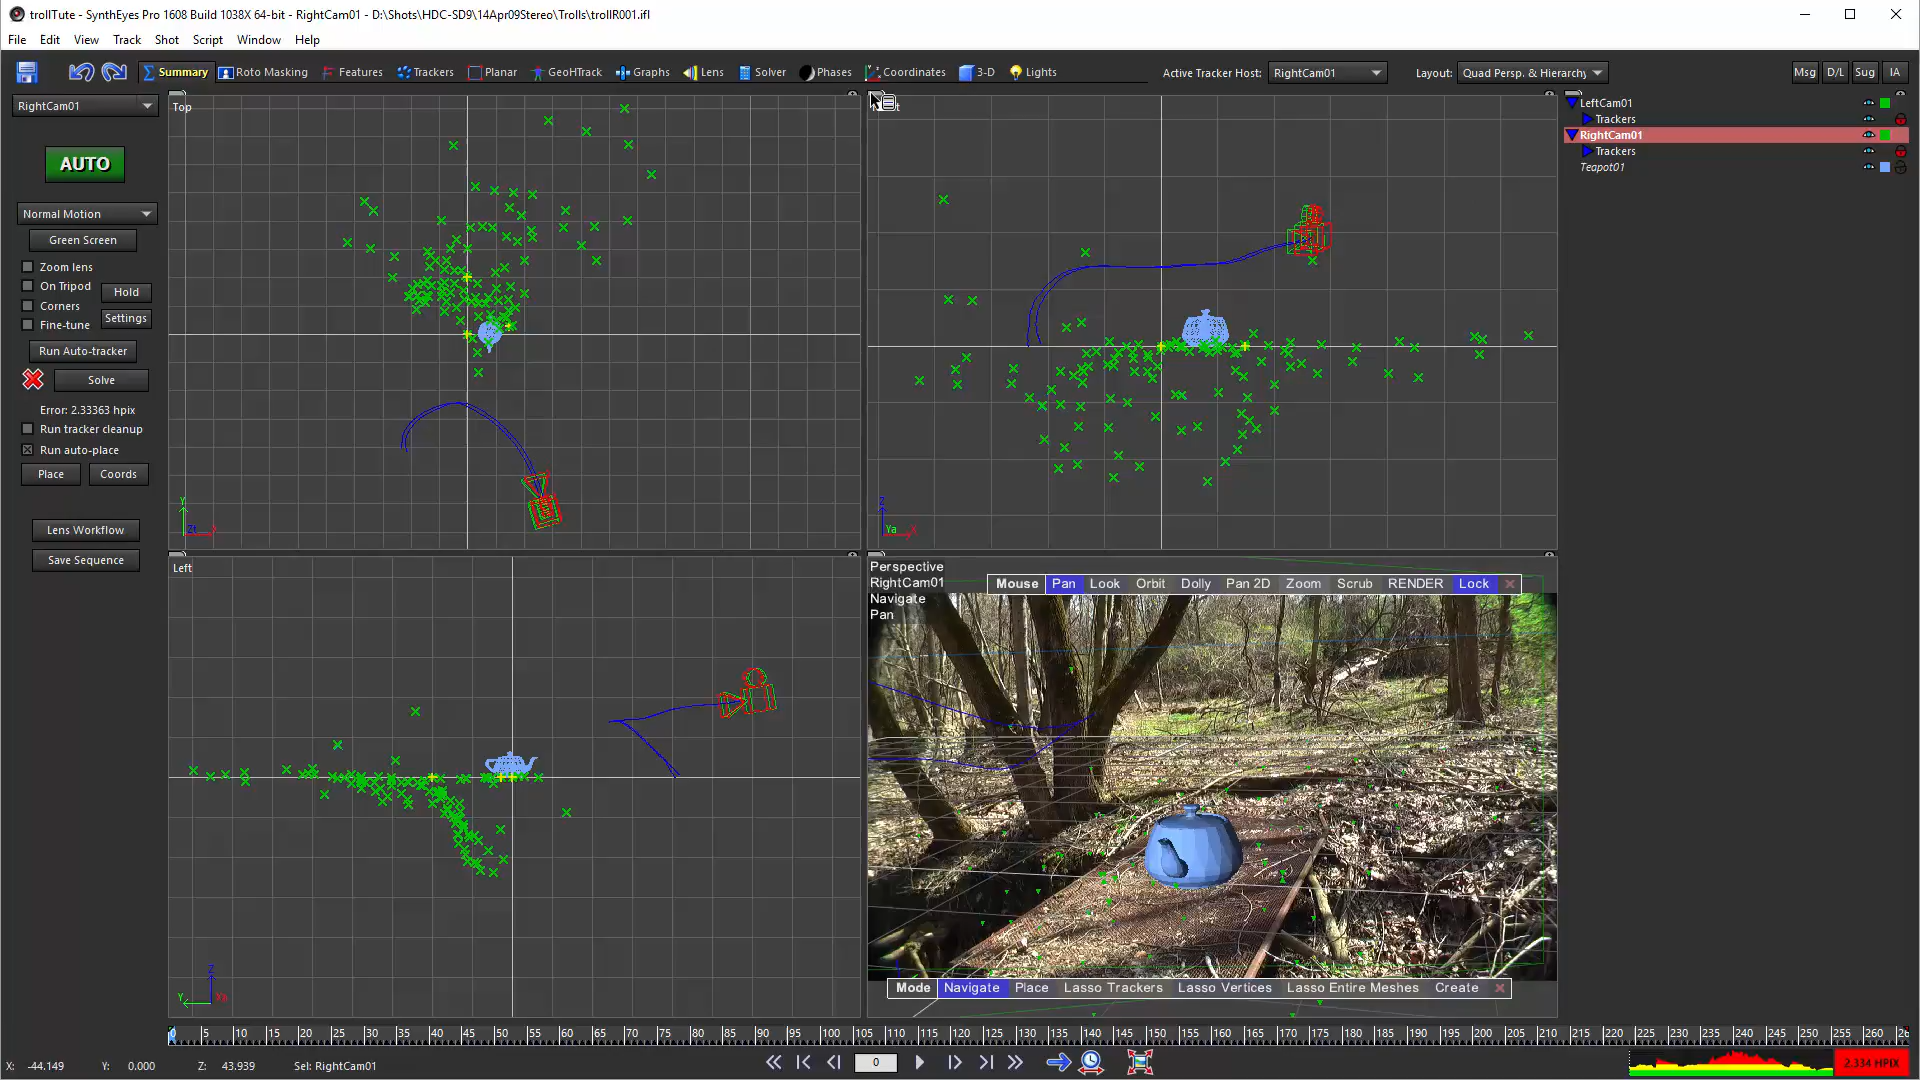 trollTute - SynthEyes Pro 1608 Build 1038X 64-bit - RightCam01 - D:\Shots\HDC-SD9\14Apr09Stereo\Trolls\trollR001.ifl
File Edit View Track Shot Script Window Help
Summary Roto Masking Features Trackers Planar GeoHTrack Graphs Lens Solver Phases Coordinates 3-D Lights Active Tracker Host: RightCam01 Layout: Quad Persp. & Hierarchy Msg D/L Sug IA
RightCam01
AUTO
Normal Motion
Green Screen
Zoom lens
On Tripod Hold
Corners
Fine-tune Settings
Run Auto-tracker
Solve
Error: 2.33363 hpix
Run tracker cleanup
Run auto-place
Place Coords
Lens Workflow
Save Sequence
Top
Left
LeftCam01
Trackers
RightCam01
Trackers
Teapot01
Perspective
RightCam01
Navigate
Pan
Mouse Pan Look Orbit Dolly Pan 2D Zoom Scrub RENDER Lock
Mode Navigate Place Lasso Trackers Lasso Vertices Lasso Entire Meshes Create
5 10 15 20 25 30 35 40 45 50 55 60 65 70 75 80 85 90 95 100 105 110 115 120 125 130 135 140 145 150 155 160 165 170 175 180 185 190 195 200 205 210 215 220 225 230 235 240 245 250 255 260
X: -44.149 Y: 0.000 Z: 43.939 Sel: RightCam01
0
2.334 HPIX